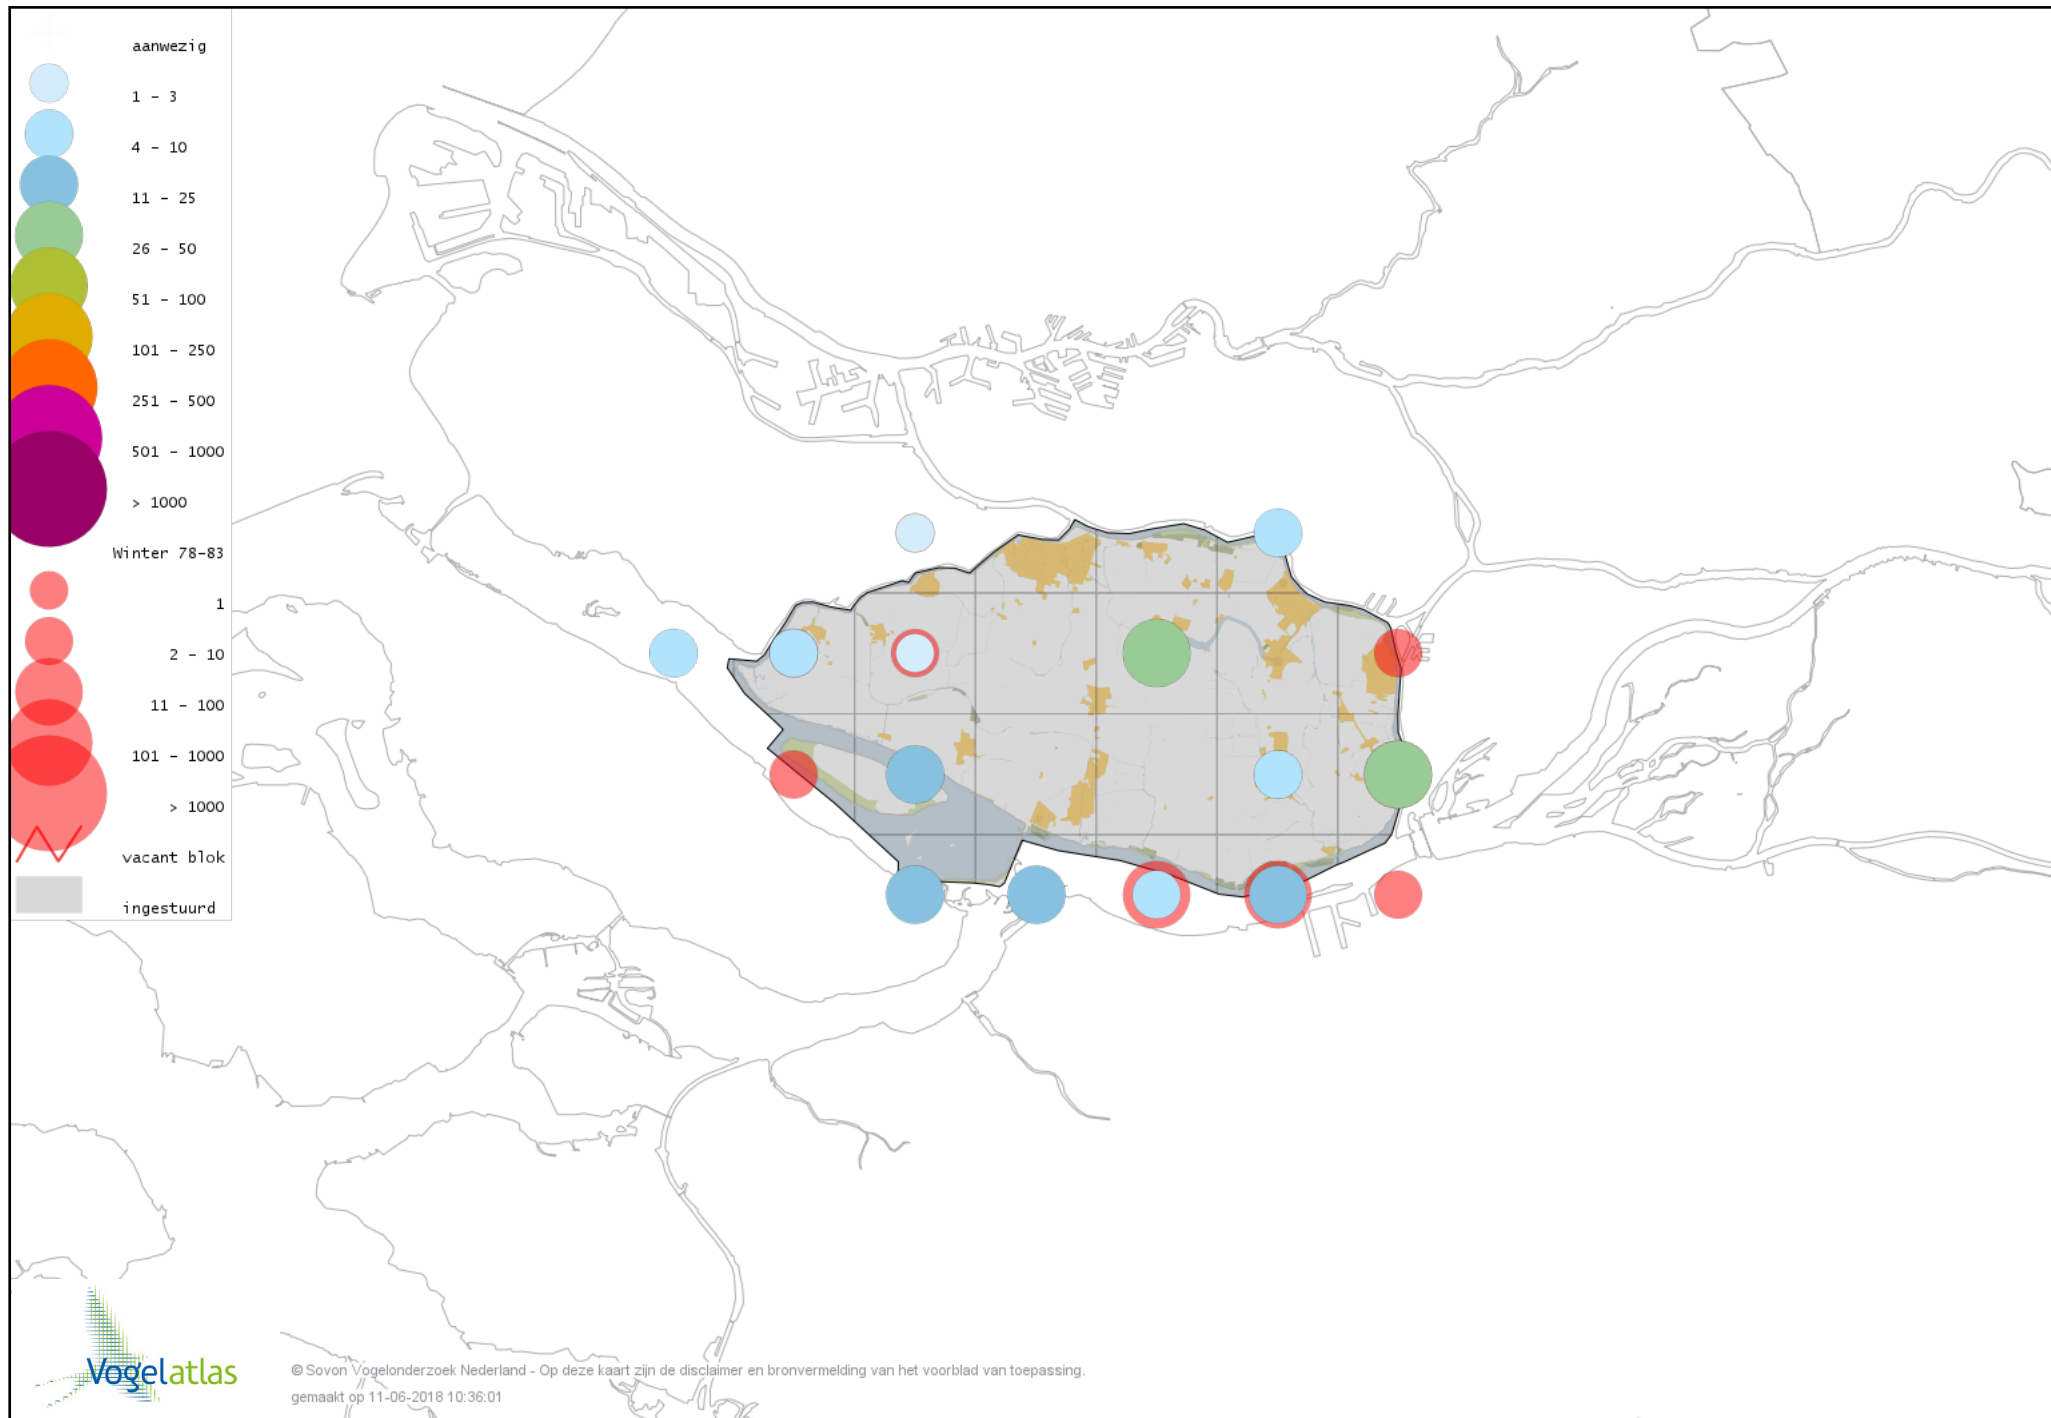 aanwezig
1 - 3
4 - 10
11 - 25
26 - 50
51 - 100
101 - 250
251 - 500
501 - 1000
> 1000
Winter 78-83
1
2 - 10
11 - 100
101 - 1000
> 1000
vacant blok
ingestuurd
Vogelatlas
© Sovon Vogelonderzoek Nederland - Op deze kaart zijn de disclaimer en bronvermelding van het voorblad van toepassing.
gemaakt op 11-06-2018 10:36:01